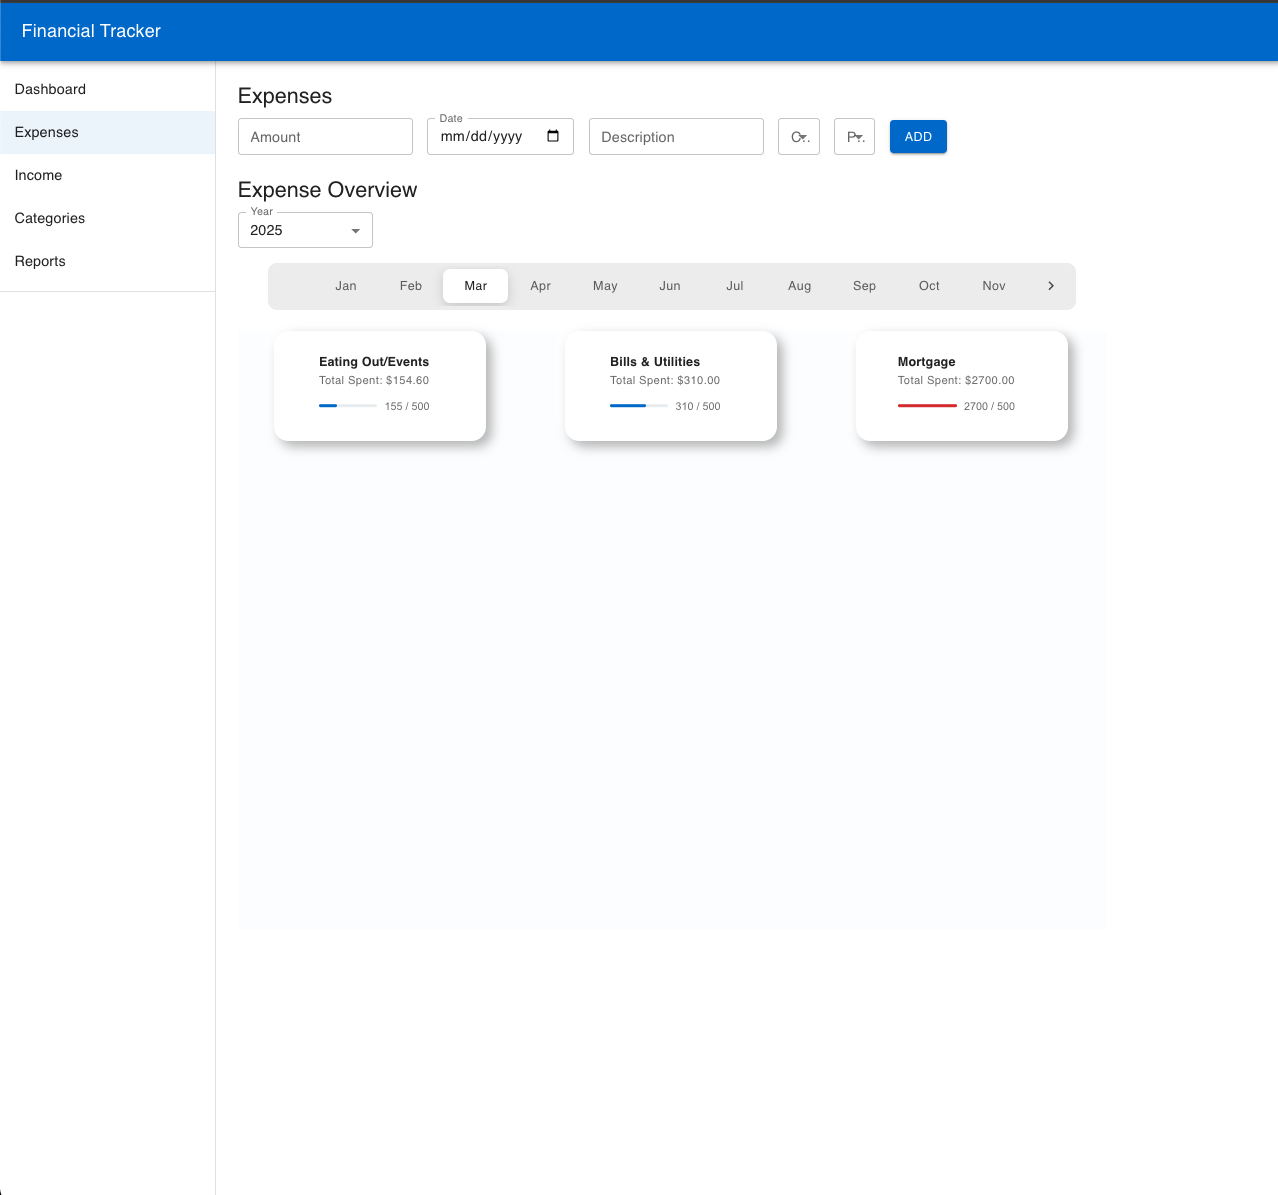 Financial Tracker
Dashboard
Expenses
Income
Categories
Reports
Expenses
Amount
Date
mm/dd/yyyy
Description
C..
P..
ADD
Expense Overview
Year
2025
Jan Feb Mar Apr May Jun Jul Aug Sep Oct Nov
Eating Out/Events
Total Spent: $154.60
155 / 500
Bills & Utilities
Total Spent: $310.00
310 / 500
Mortgage
Total Spent: $2700.00
2700 / 500